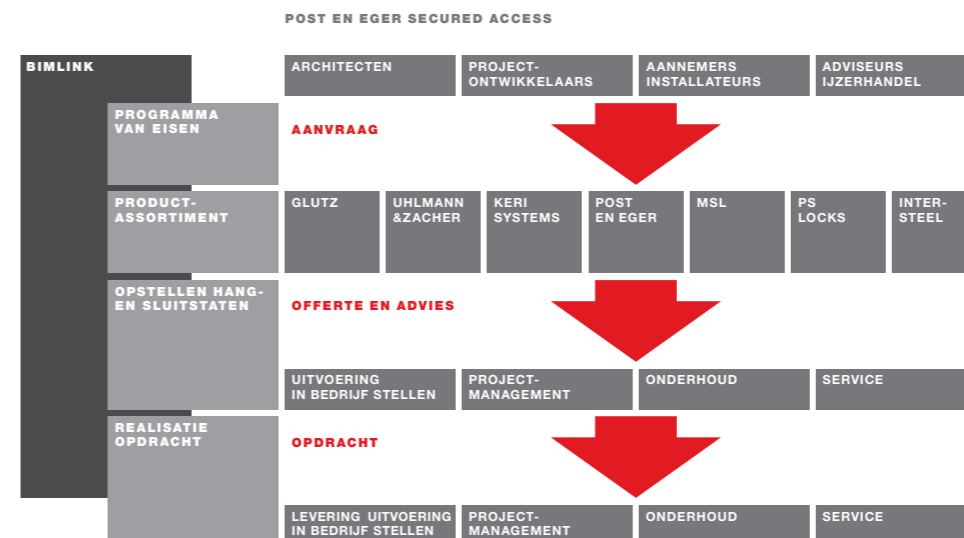 POST EN EGER SECURED ACCESS
BIMLINK
ARCHITECTEN
PROJECT-
ONTWIKKELAARS
AANNEMERS
INSTALLATEURS
ADVISEURS
IJZERHANDEL
PROGRAMMA
VAN EISEN
AANVRAAG
PRODUCT-
ASSORTIMENT
GLUTZ
UHLMANN
&ZACHER
KERI
SYSTEMS
POST
EN EGER
MSL
PS
LOCKS
INTER-
STEEL
OPSTELLEN HANG-
EN SLUITSTATEN
OFFERTE EN ADVIES
UITVOERING
IN BEDRIJF STELLEN
PROJECT-
MANAGEMENT
ONDERHOUD
SERVICE
REALISATIE
OPDRACHT
OPDRACHT
LEVERING UITVOERING
IN BEDRIJF STELLEN
PROJECT-
MANAGEMENT
ONDERHOUD
SERVICE